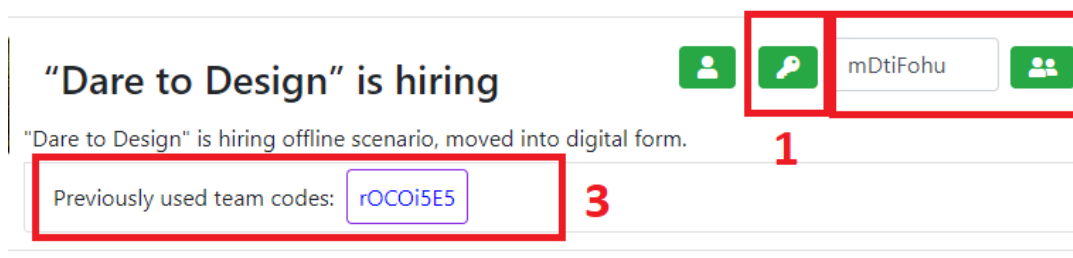 “Dare to Design” is hiring
mDtiFohu
1
"Dare to Design" is hiring offline scenario, moved into digital form.
Previously used team codes: rOCOi5E5
3